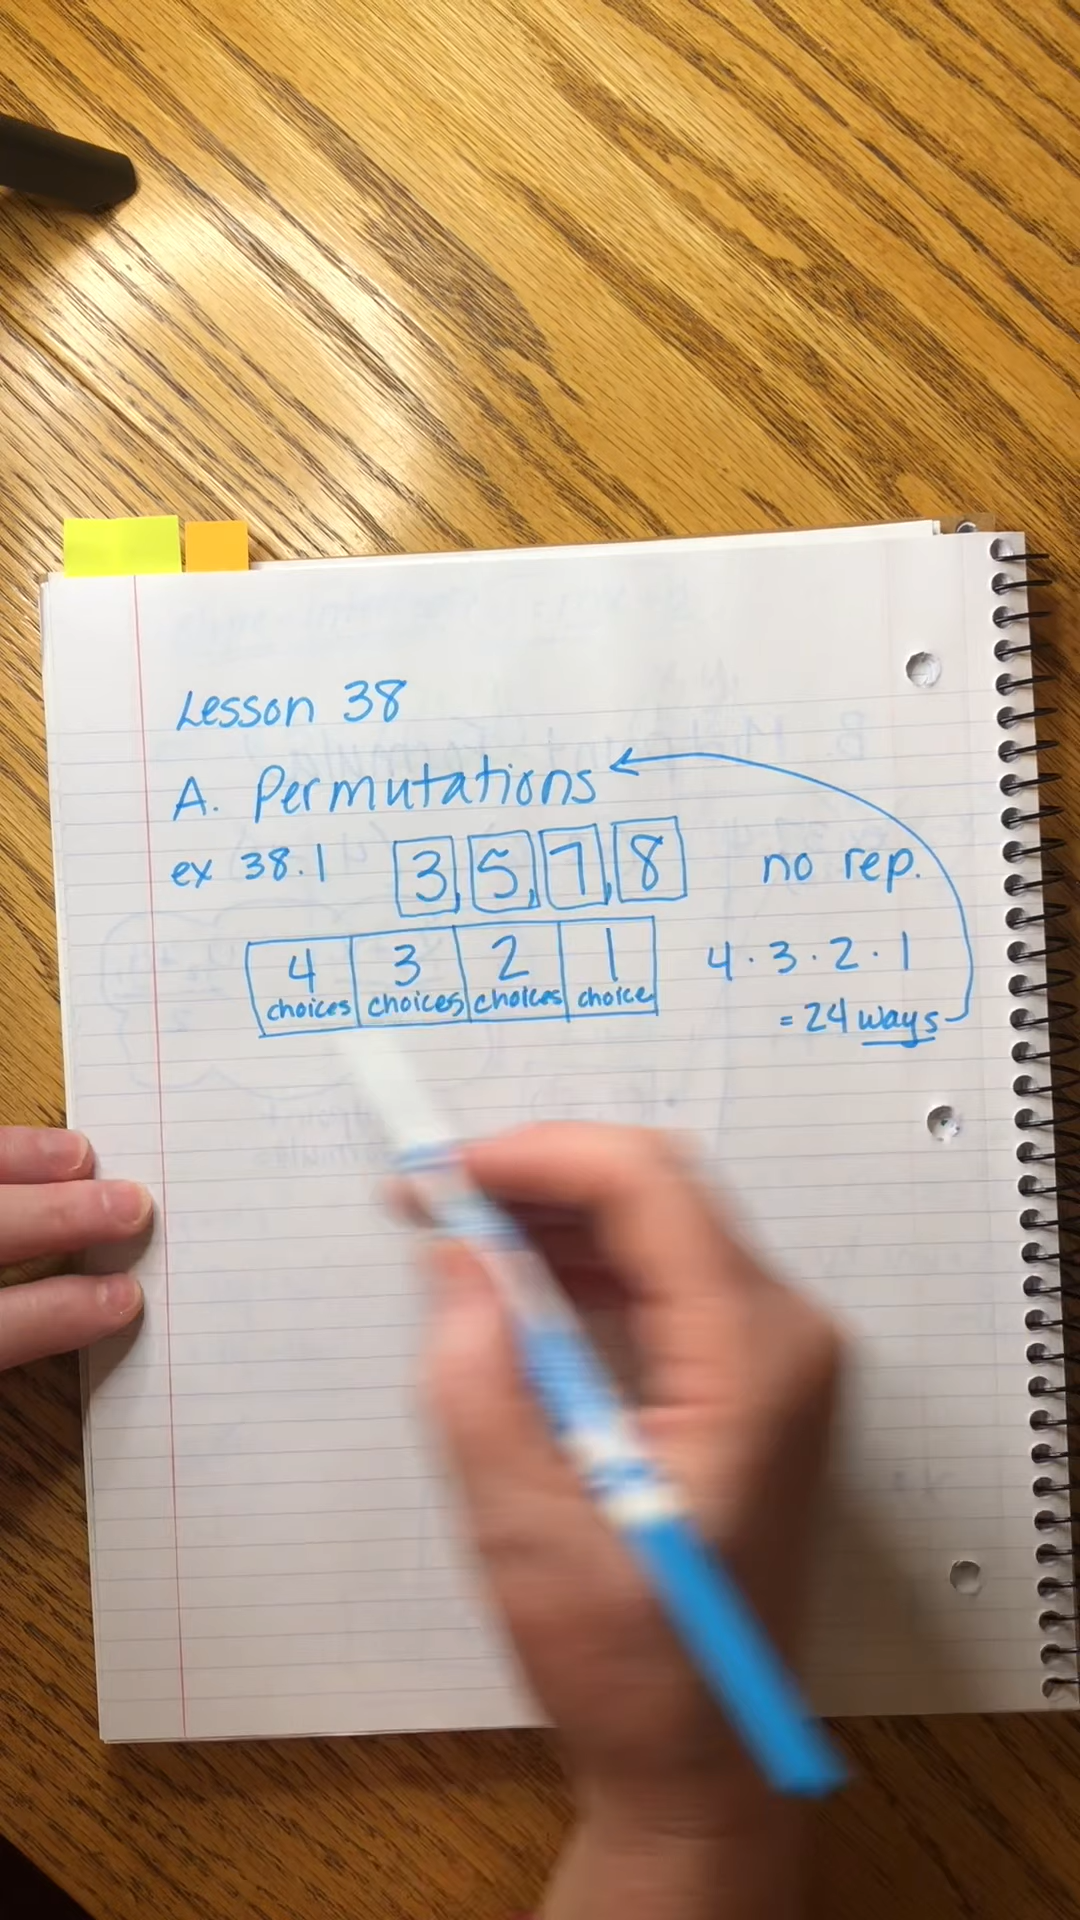 Lesson 38
A. Permutations
ex 38.1 3, 5, 7, 8 no rep.
4 choices 3 choices 2 choices 1 choice 4 · 3 · 2 · 1
= 24 ways